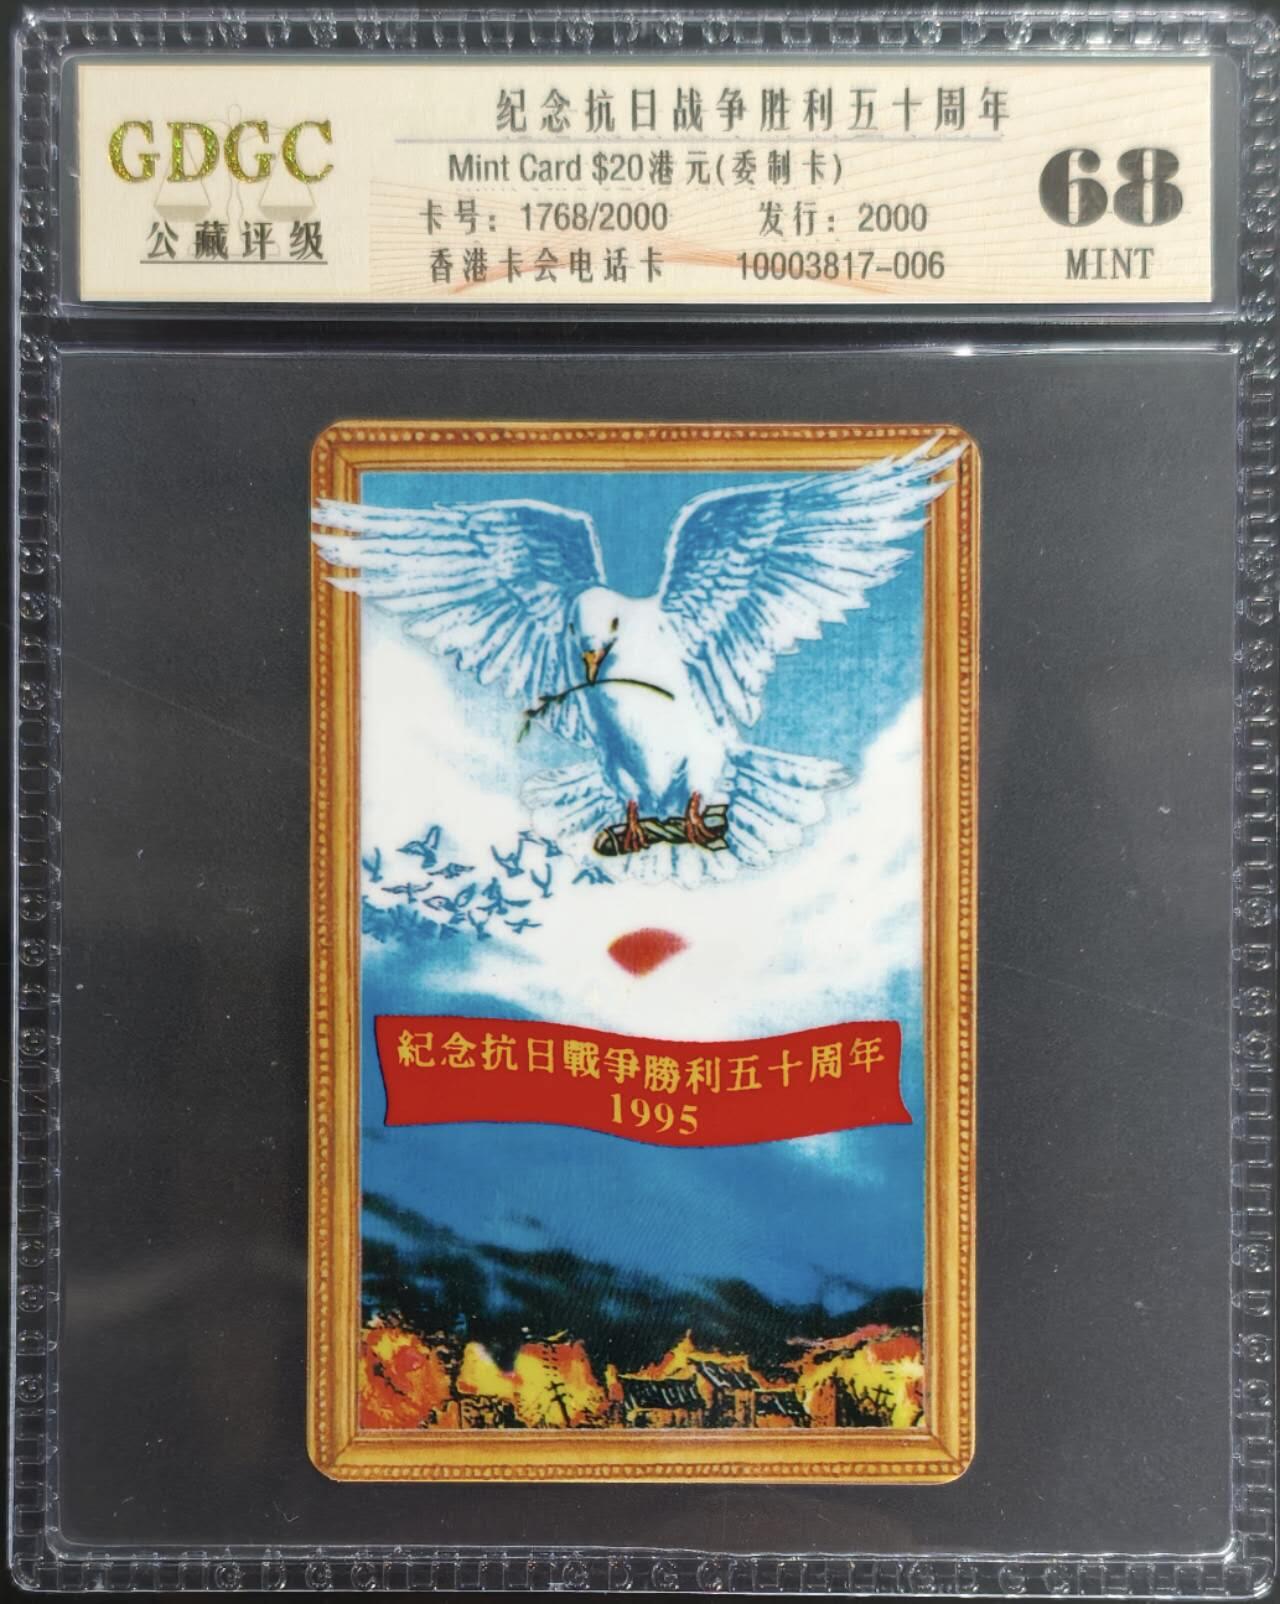 GDGC
公藏评级
纪念抗日战争胜利五十周年
Mint Card $20港元(委制卡)
卡号：1768/2000 发行：2000
香港卡会电话卡 10003817-006
68
MINT
紀念抗日戰爭勝利五十周年
1995